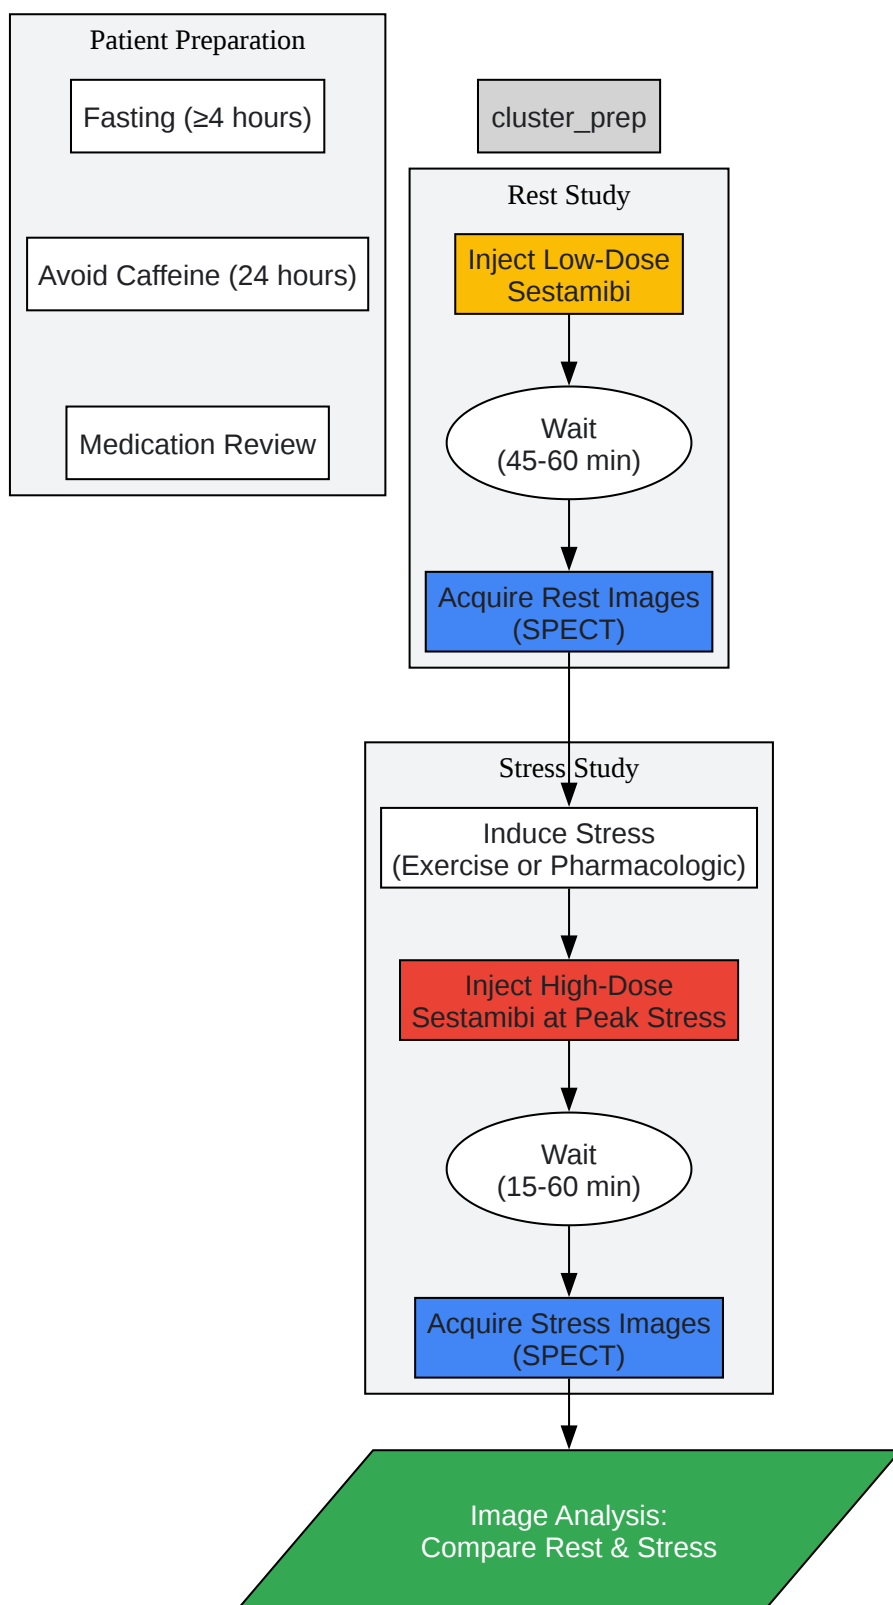 Patient Preparation
Fasting (≥4 hours)
Avoid Caffeine (24 hours)
Medication Review
cluster_prep
Rest Study
Inject Low-Dose
Sestamibi
Wait
(45-60 min)
Acquire Rest Images
(SPECT)
Stress Study
Induce Stress
(Exercise or Pharmacologic)
Inject High-Dose
Sestamibi at Peak Stress
Wait
(15-60 min)
Acquire Stress Images
(SPECT)
Image Analysis:
Compare Rest & Stress